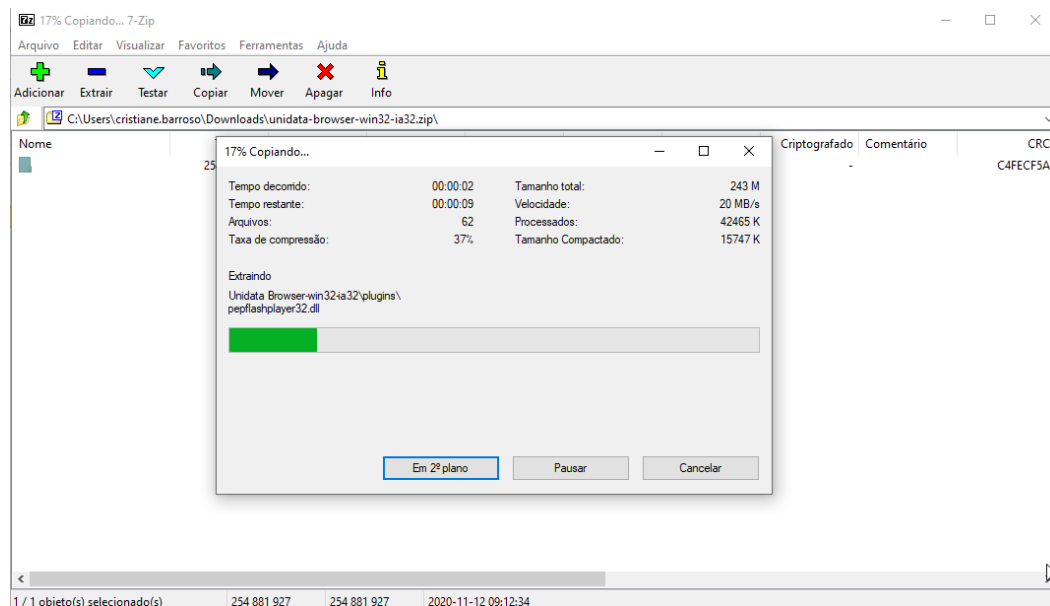 17% Copiando... 7-Zip
Arquivo Editar Visualizar Favoritos Ferramentas Ajuda
Adicionar Extrair Testar Copiar Mover Apagar Info
C:\Users\cristiane.barroso\Downloads\unidata-browser-win32-ia32.zip\
Nome Criptografado Comentário CRC
25 - C4FECF5A
17% Copiando...
Tempo decorrido: 00:00:02 Tamanho total: 243 M
Tempo restante: 00:00:09 Velocidade: 20 MB/s
Arquivos: 62 Processados: 42465 K
Taxa de compressão: 37% Tamanho Compactado: 15747 K
Extraindo
Unidata Browser-win32-ia32\plugins\
pepflashplayer32.dll
Em 2º plano Pausar Cancelar
1 / 1 objeto(s) selecionado(s) 254 881 927 254 881 927 2020-11-12 09:12:34